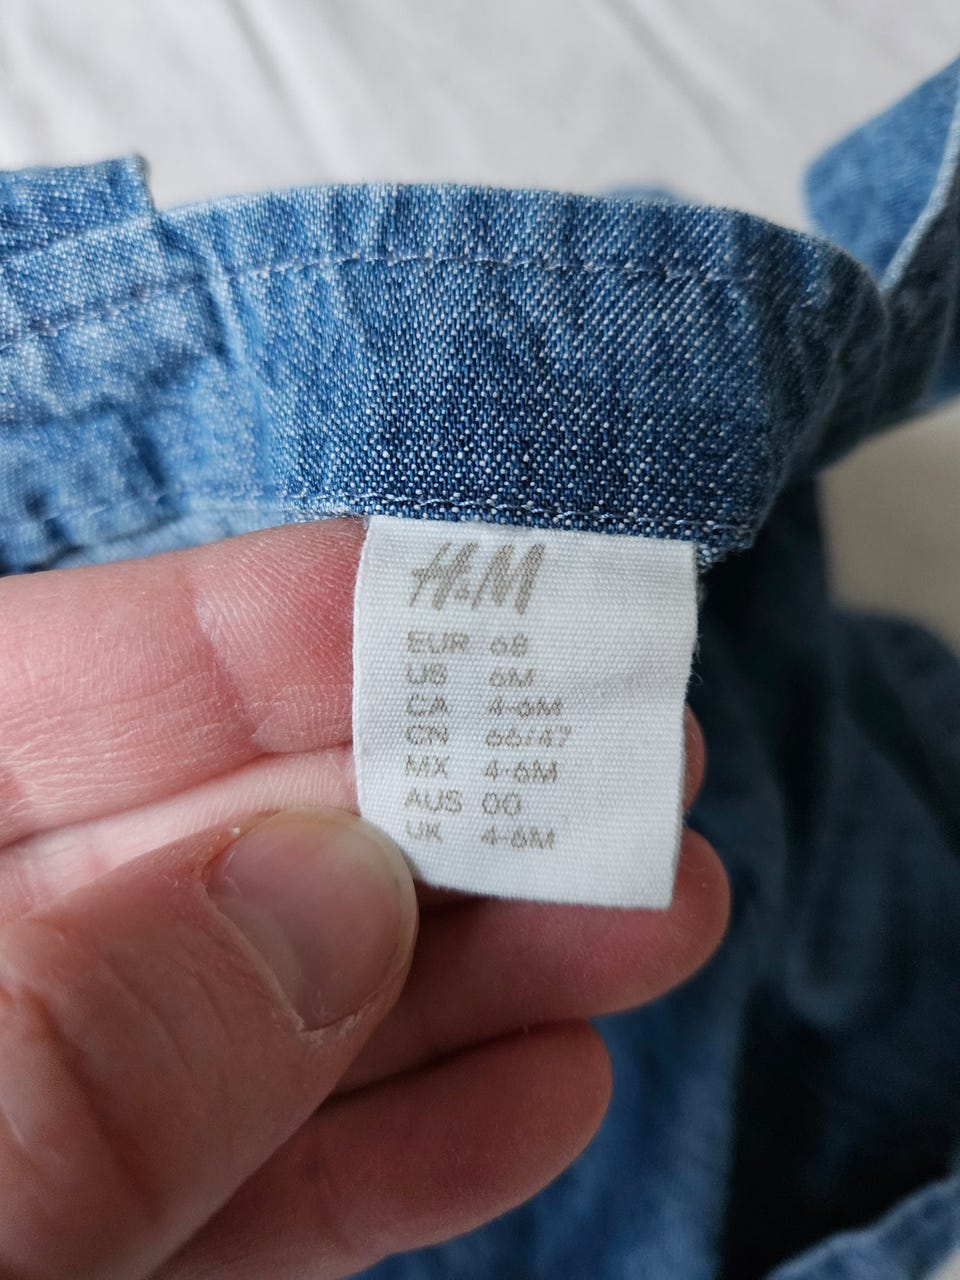 H&M
EUR 68
US 6M
CA 4-6M
CN 66/47
MX 4-6M
AUS 00
UK 4-6M